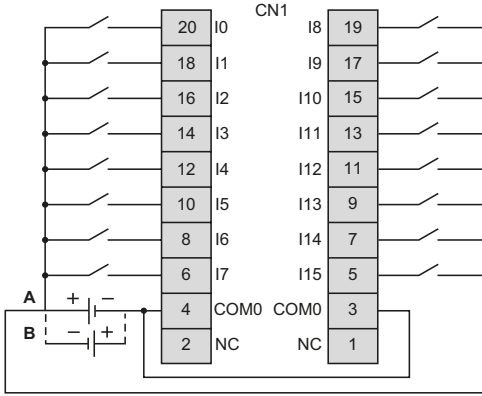 CN1
20 I0 I8 19
18 I1 I9 17
16 I2 I10 15
14 I3 I11 13
12 I4 I12 11
10 I5 I13 9
8 I6 I14 7
6 I7 I15 5
A + − 4 COM0 COM0 3
B − + 2 NC NC 1